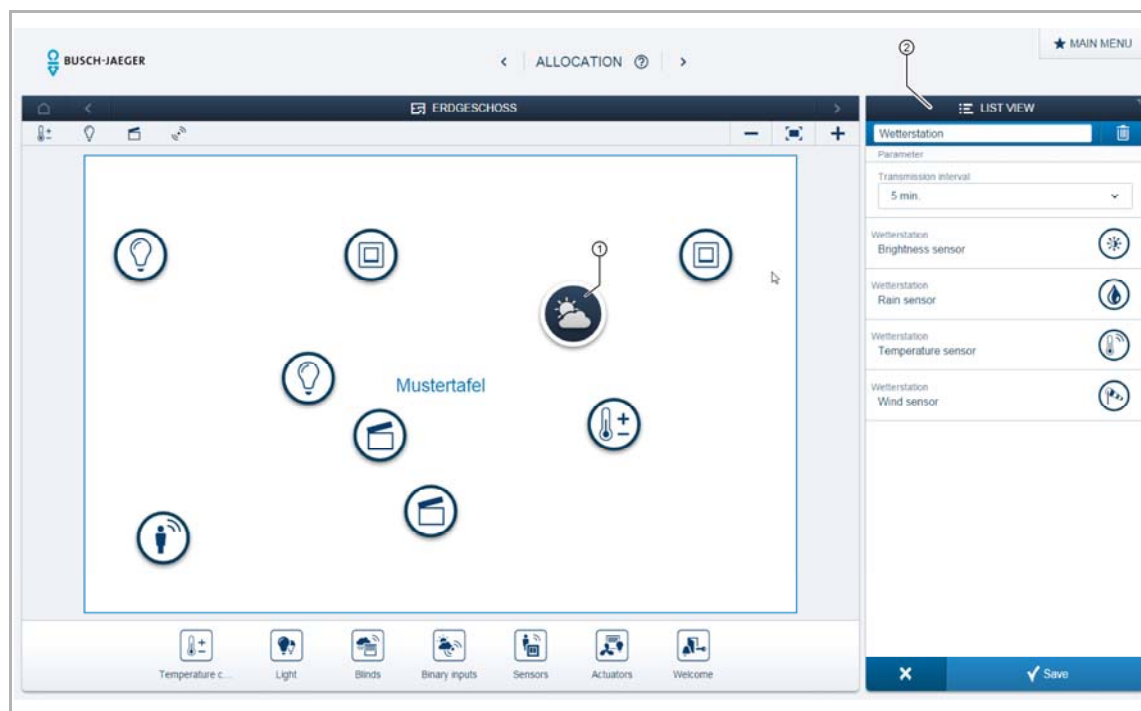 ②
★ MAIN MENU
BUSCH-JAEGER
< ALLOCATION ? >
ERDGESCHOSS
LIST VIEW
Wetterstation
Parameter
Transmission interval
5 min.
①
Wetterstation
Brightness sensor
Wetterstation
Rain sensor
Wetterstation
Temperature sensor
Wetterstation
Wind sensor
Mustertafel
Temperature c...
Light
Blinds
Binary inputs
Sensors
Actuators
Welcome
Save